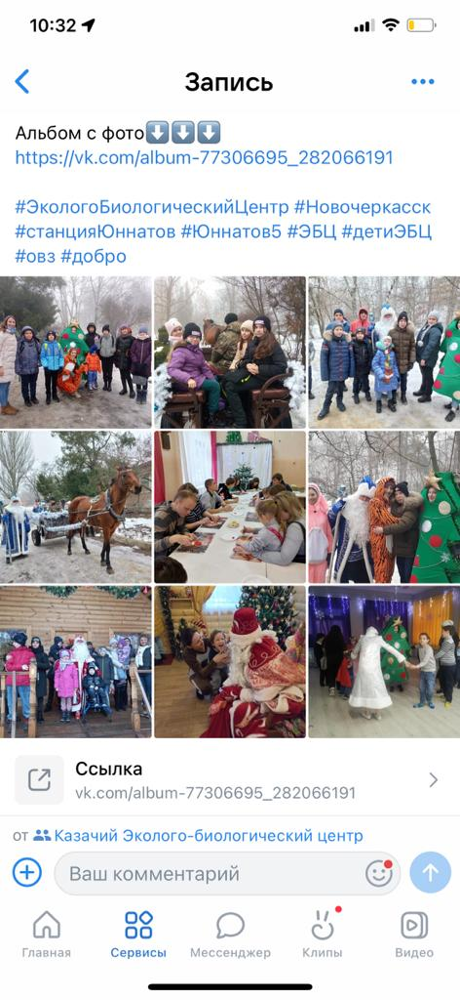 10:32
Запись
Альбом с фото⬇️⬇️⬇️
https://vk.com/album-77306695_282066191
#ЭкологоБиологическийЦентр #Новочеркасск
#станцияЮннатов #Юннатов5 #ЭБЦ #детиЭБЦ
#овз #добро
Ссылка
vk.com/album-77306695_282066191
от Казачий Эколого-биологический центр
Ваш комментарий
Главная
Сервисы
Мессенджер
Клипы
Видео